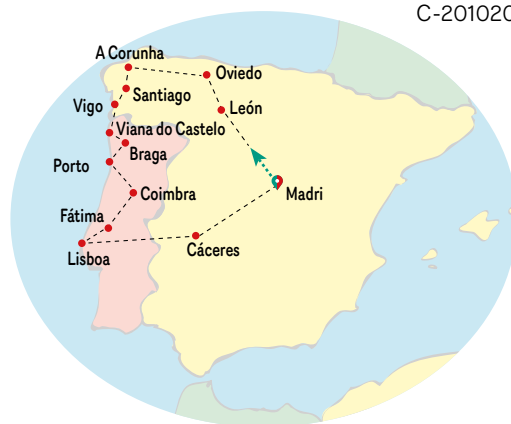 C-201020
A Corunha
Oviedo
Santiago
León
Vigo
Viana do Castelo
Braga
Porto
Madri
Coimbra
Fátima
Lisboa
Cáceres